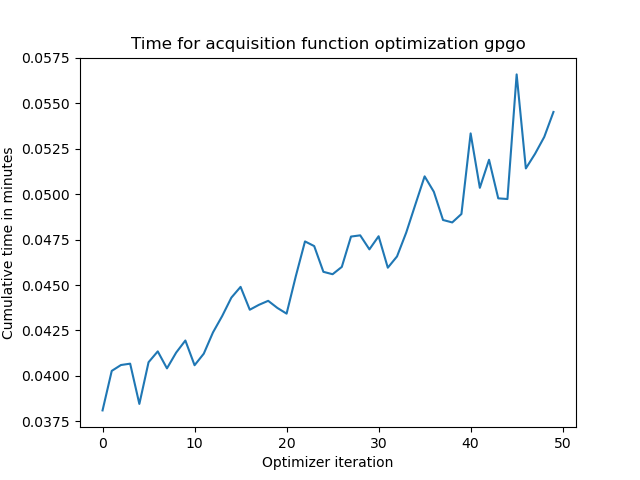 Time for acquisition function optimization gpgo
0.0575
0.0550
0.0525
0.0500
0.0475
0.0450
0.0425
0.0400
0.0375
Cumulative time in minutes
0 10 20 30 40 50
Optimizer iteration